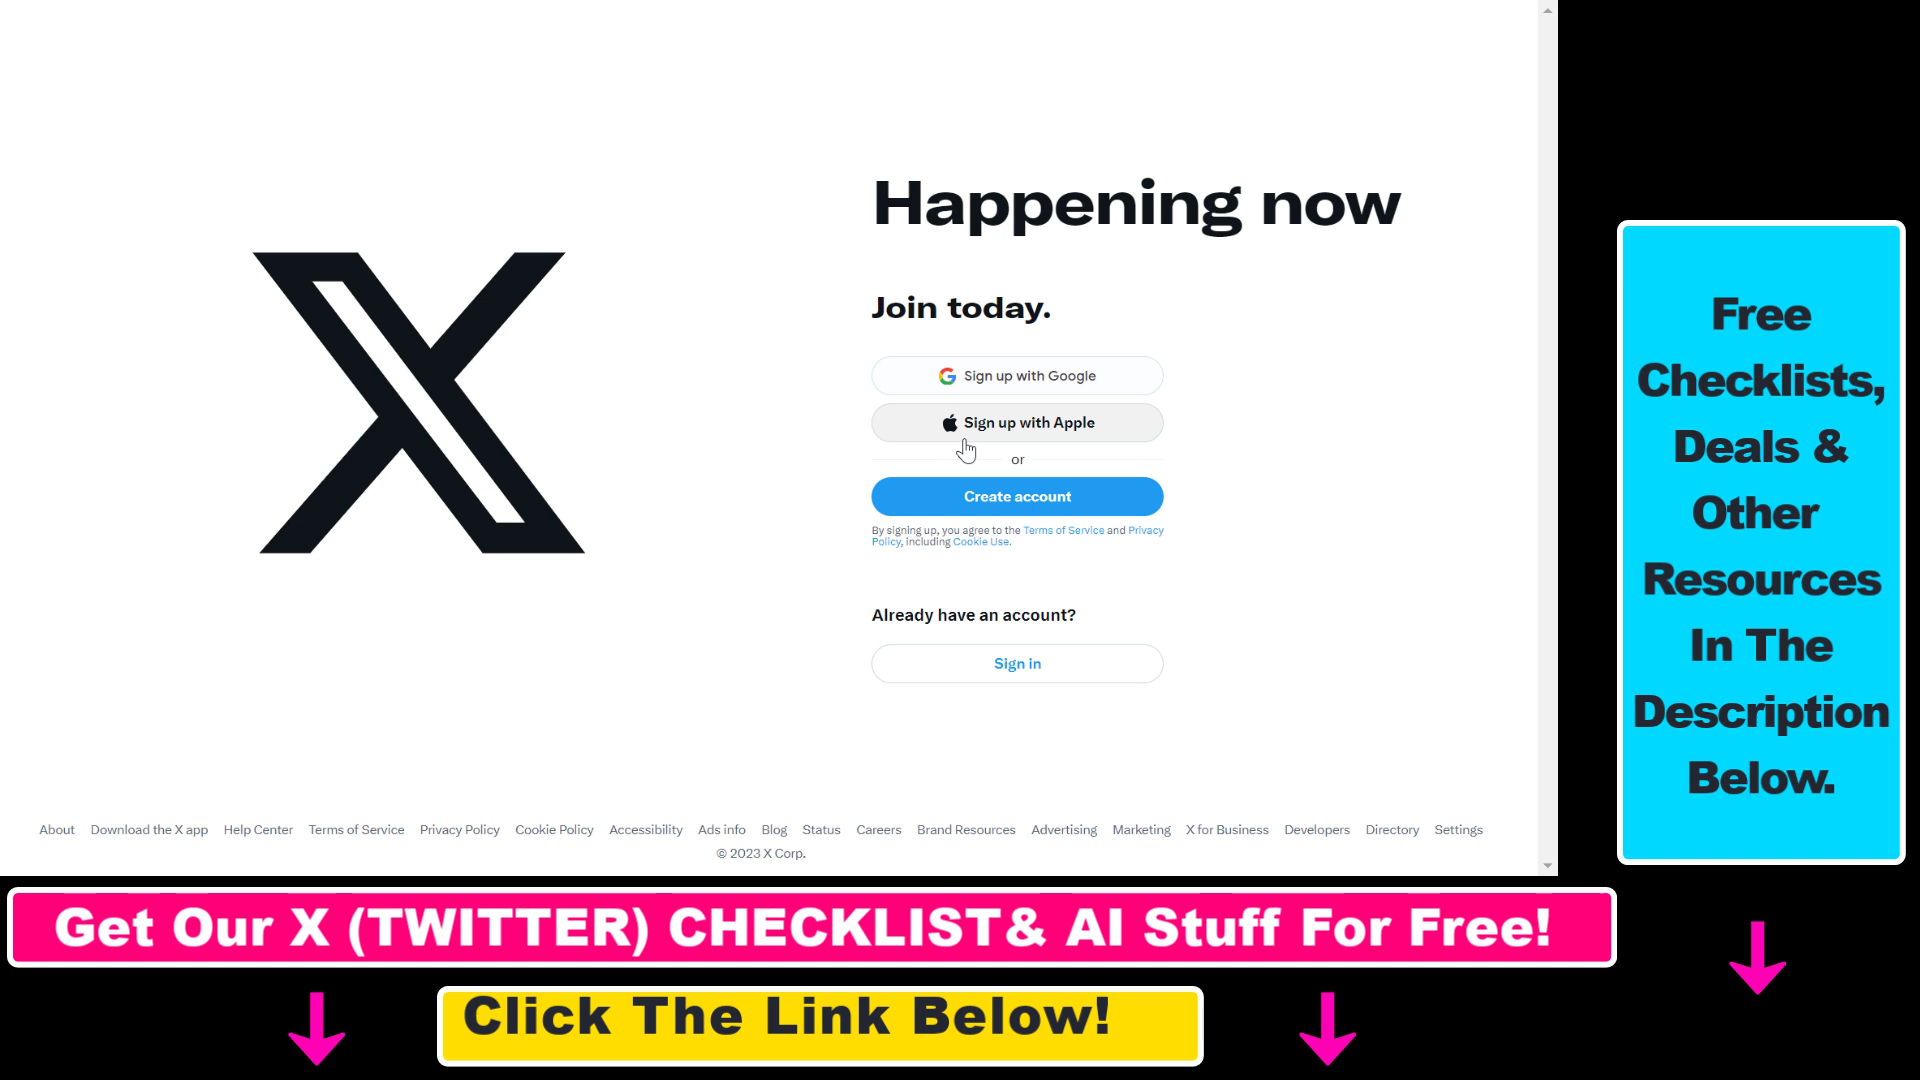 Happening now
Join today.
Sign up with Google
Sign up with Apple
or
Create account
By signing up, you agree to the Terms of Service and Privacy
Policy, including Cookie Use.
Already have an account?
Sign in
About Download the X app Help Center Terms of Service Privacy Policy Cookie Policy Accessibility Ads info Blog Status Careers Brand Resources Advertising Marketing X for Business Developers Directory Settings
© 2023 X Corp.
Free
Checklists,
Deals &
Other
Resources
In The
Description
Below.
Get Our X (TWITTER) CHECKLIST& AI Stuff For Free!
Click The Link Below!